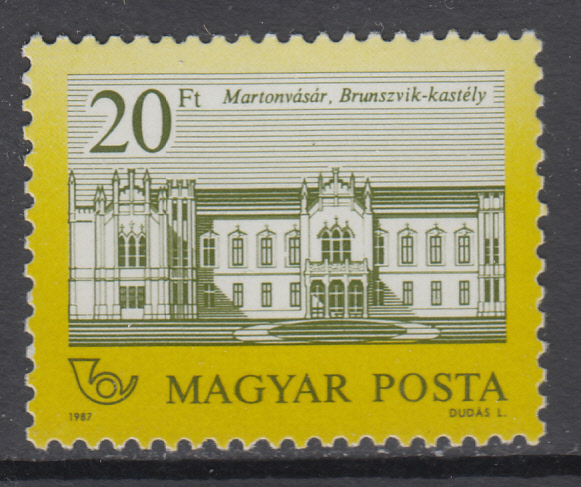 20 Ft Martonvásár, Brunszvik-kastély
MAGYAR POSTA
1987 DUDÁS L.